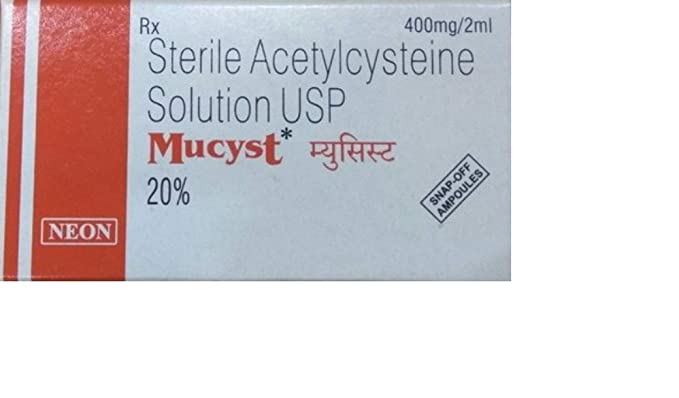 Rx
400mg/2ml
Sterile Acetylcysteine
Solution USP
Mucyst* म्युसिस्ट
20%
SNAP-OFF
AMPOULES
NEON